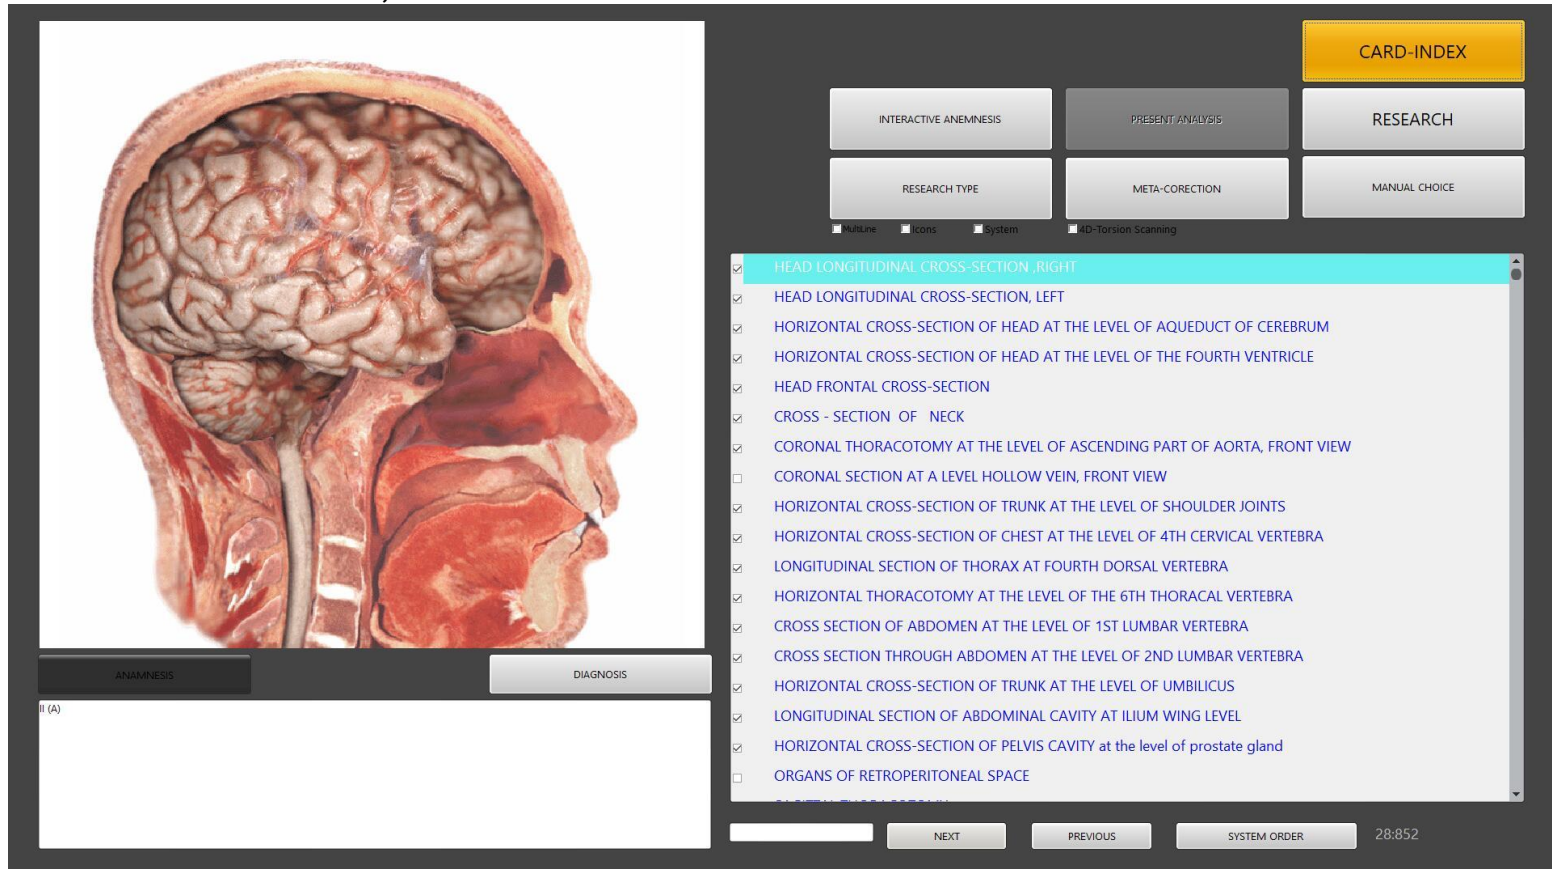 CARD-INDEX
INTERACTIVE ANEMNESIS
PRESENT ANALYSIS
RESEARCH
RESEARCH TYPE
META-CORECTION
MANUAL CHOICE
MultiLine
Icons
System
4D-Torsion Scanning
HEAD LONGITUDINAL CROSS-SECTION ,RIGHT
HEAD LONGITUDINAL CROSS-SECTION, LEFT
HORIZONTAL CROSS-SECTION OF HEAD AT THE LEVEL OF AQUEDUCT OF CEREBRUM
HORIZONTAL CROSS-SECTION OF HEAD AT THE LEVEL OF THE FOURTH VENTRICLE
HEAD FRONTAL CROSS-SECTION
CROSS - SECTION OF NECK
CORONAL THORACOTOMY AT THE LEVEL OF ASCENDING PART OF AORTA, FRONT VIEW
CORONAL SECTION AT A LEVEL HOLLOW VEIN, FRONT VIEW
HORIZONTAL CROSS-SECTION OF TRUNK AT THE LEVEL OF SHOULDER JOINTS
HORIZONTAL CROSS-SECTION OF CHEST AT THE LEVEL OF 4TH CERVICAL VERTEBRA
LONGITUDINAL SECTION OF THORAX AT FOURTH DORSAL VERTEBRA
HORIZONTAL THORACOTOMY AT THE LEVEL OF THE 6TH THORACAL VERTEBRA
CROSS SECTION OF ABDOMEN AT THE LEVEL OF 1ST LUMBAR VERTEBRA
CROSS SECTION THROUGH ABDOMEN AT THE LEVEL OF 2ND LUMBAR VERTEBRA
HORIZONTAL CROSS-SECTION OF TRUNK AT THE LEVEL OF UMBILICUS
LONGITUDINAL SECTION OF ABDOMINAL CAVITY AT ILIUM WING LEVEL
HORIZONTAL CROSS-SECTION OF PELVIS CAVITY at the level of prostate gland
ORGANS OF RETROPERITONEAL SPACE
ANAMNESIS
DIAGNOSIS
II (A)
NEXT
PREVIOUS
SYSTEM ORDER
28:852